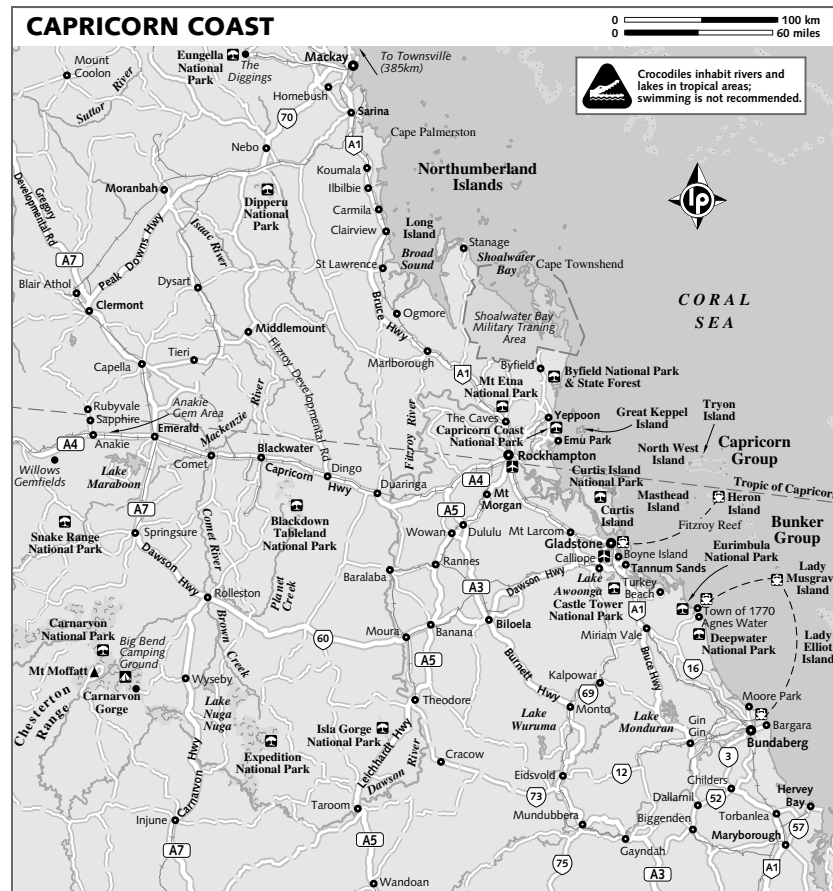 CAPRICORN COAST
0 100 km
0 60 miles
Crocodiles inhabit rivers and
lakes in tropical areas;
swimming is not recommended.
To Townsville
(385km)
Mackay
Eungella
National
Park
The
Diggings
Mount
Coolon
Suttor River
Homebush
70
Sarina
Cape Palmerston
A1
Nebo
Koumala
Ilbilbie
Northumberland
Islands
lp
Moranbah
Dipperu
National
Park
Carmila
Clairview
Long
Island
Broad
Sound
Gregory
Developmental Rd
A7
Peak Downs Hwy
Isaac River
St Lawrence
Stanage
Shoalwater
Bay
Cape Townshend
Blair Athol
Clermont
Dysart
Bruce Hwy
Ogmore
Shoalwater Bay
Military Traning
Area
CORAL
SEA
Middlemount
Capella
Tieri
Marlborough
A1
Byfield
Byfield National Park
& State Forest
Fitzroy Developmental Rd
Mackenzie River
Fitzroy River
Mt Etna
National Park
Rubyvale
Sapphire
Anakie
Gem Area
The Caves
Yeppoon
Great Keppel
Island
Tryon
Island
A4
Anakie
Emerald
Capricorn Coast
National Park
Emu Park
North West
Island
Capricorn
Group
Willows
Gemfields
Lake
Maraboon
Comet
Blackwater
Capricorn Hwy
Dingo
Duaringa
Rockhampton
A4
Curtis Island
National Park
Tropic of Capricorn
A7
Mt
Morgan
Curtis
Island
Masthead
Island
Heron
Island
Fitzroy Reef
Bunker
Group
Snake Range
National Park
Springsure
Comet River
Blackdown
Tableland
National Park
A5
Wowan
Dululu
Mt Larcom
Gladstone
Calliope
Boyne Island
Tannum Sands
Eurimbula
National Park
Lady
Musgrave
Island
Dawson Hwy
Rolleston
Planet
Creek
Baralaba
Rannes
A3
Dawson Hwy
Lake
Awoonga
Castle Tower
National Park
Turkey
Beach
A1
Town of 1770
Agnes Water
Deepwater
National Park
Carnarvon
National Park
Big Bend
Camping
Ground
Brown
Creek
60
Moura
Banana
Biloela
Miriam Vale
Lady
Elliot
Island
Mt Moffatt
Carnarvon
Gorge
Chesterton
Range
Wyseby
Lake
Nuga
Nuga
A5
Burnett
Hwy
Kalpowar
69
Bruce Hwy
16
Moore Park
Theodore
Monto
Expedition
National Park
Isla Gorge
National Park
Leichhardt Hwy
Dawson River
Cracow
Lake
Wuruma
Lake
Monduran
Gin
Gin
Bargara
Bundaberg
3
Carnarvon Hwy
Eidsvold
12
73
Childers
Hervey
Bay
Injune
Taroom
Mundubbera
Dallarnil
52
Biggenden
Torbanlea
57
Maryborough
A7
A5
Wandoan
75
Gayndah
A3
A1